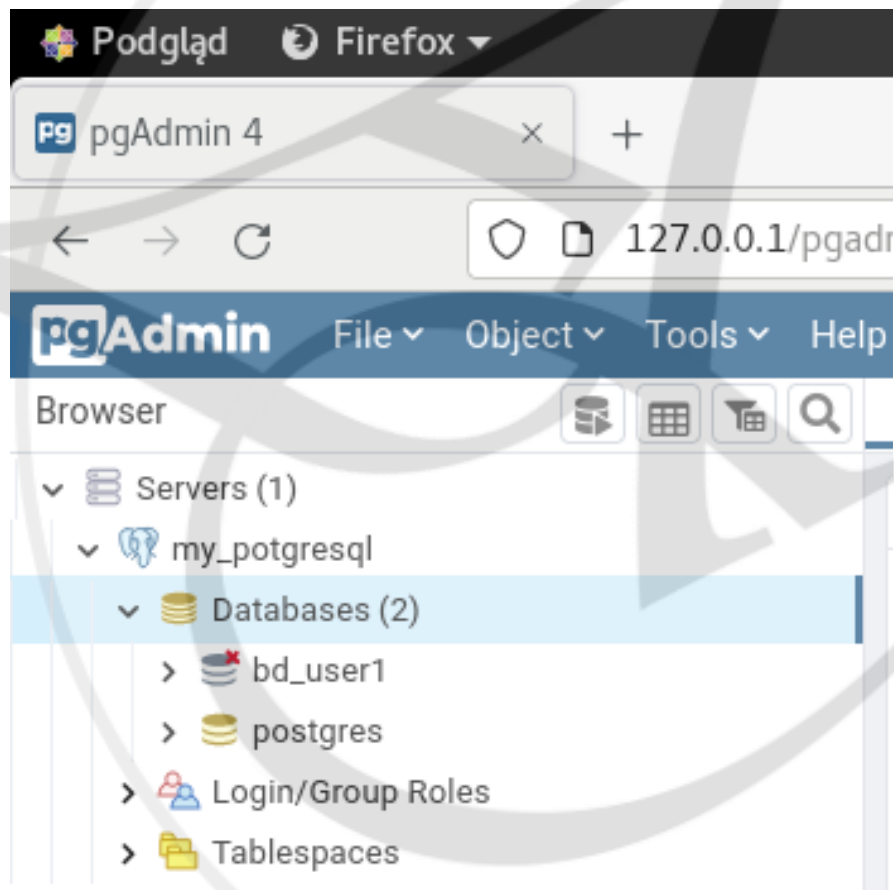 Podgląd Firefox
pgAdmin 4
127.0.0.1/pgadr
pgAdmin File Object Tools Help
Browser
Servers (1)
my_potgresql
Databases (2)
bd_user1
postgres
Login/Group Roles
Tablespaces